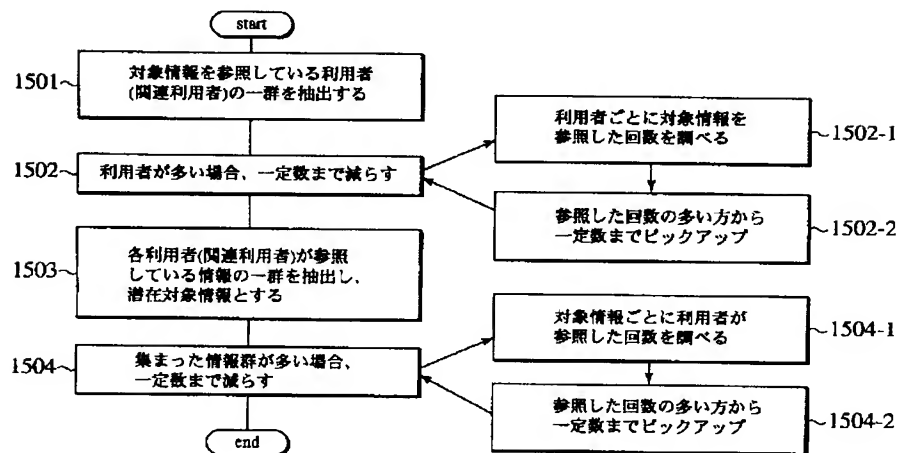 start
1501
対象情報を参照している利用者
(関連利用者)の一群を抽出する
1502
利用者が多い場合、一定数まで減らす
利用者ごとに対象情報を
参照した回数を調べる
1502-1
参照した回数の多い方から
一定数までピックアップ
1502-2
1503
各利用者(関連利用者)が参照
している情報の一群を抽出し、
潜在対象情報とする
1504
集まった情報群が多い場合、
一定数まで減らす
対象情報ごとに利用者が
参照した回数を調べる
1504-1
参照した回数の多い方から
一定数までピックアップ
1504-2
end